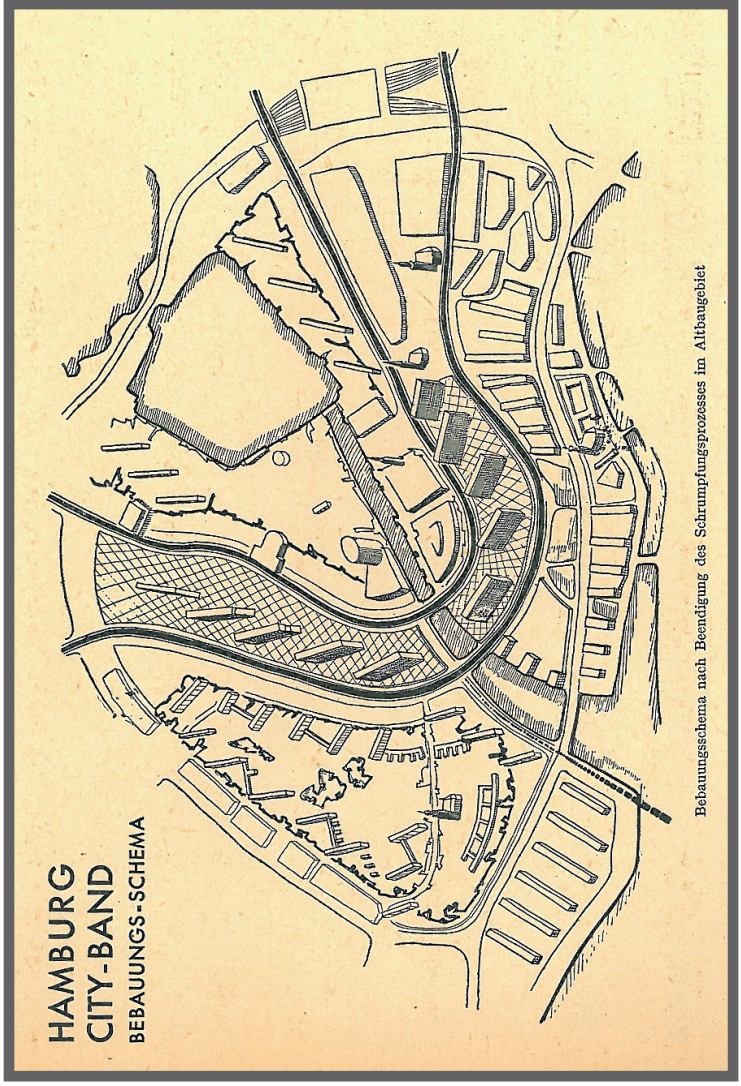 HAMBURG
CITY-BAND
BEBAUUNGS-SCHEMA
Bebauungsschema nach Beendigung des Schrumpfungsprozesses im Altbaugebiet